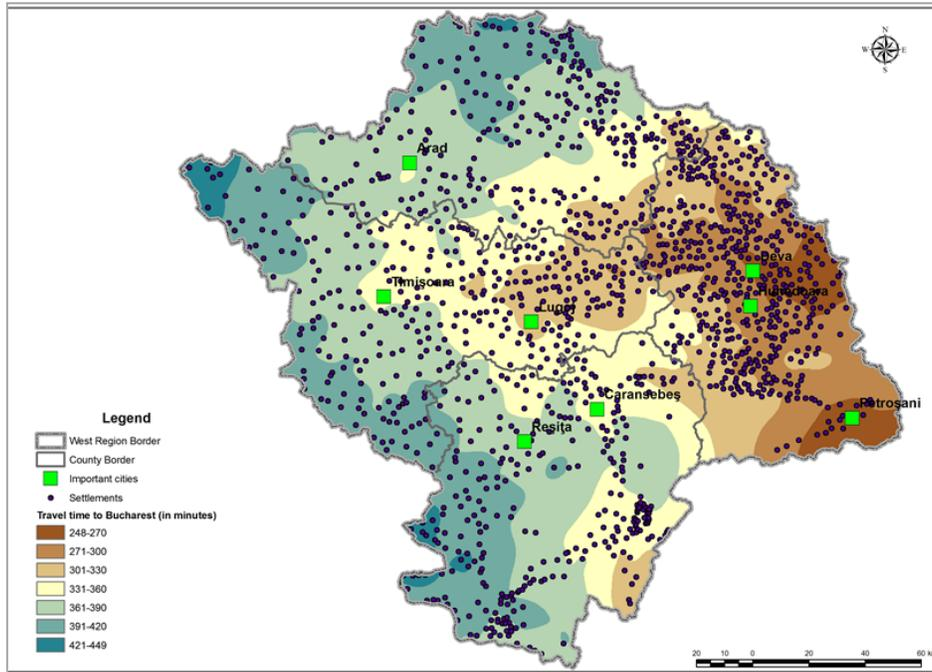 N
W E
S
Arad
Deva
Timişoara
Hunedoara
Lugoj
Caransebeş
Petroşani
Reşiţa
Legend
West Region Border
County Border
Important cities
Settlements
Travel time to Bucharest (in minutes)
248-270
271-300
301-330
331-360
361-390
391-420
421-449
20 10 0 20 40 60 km